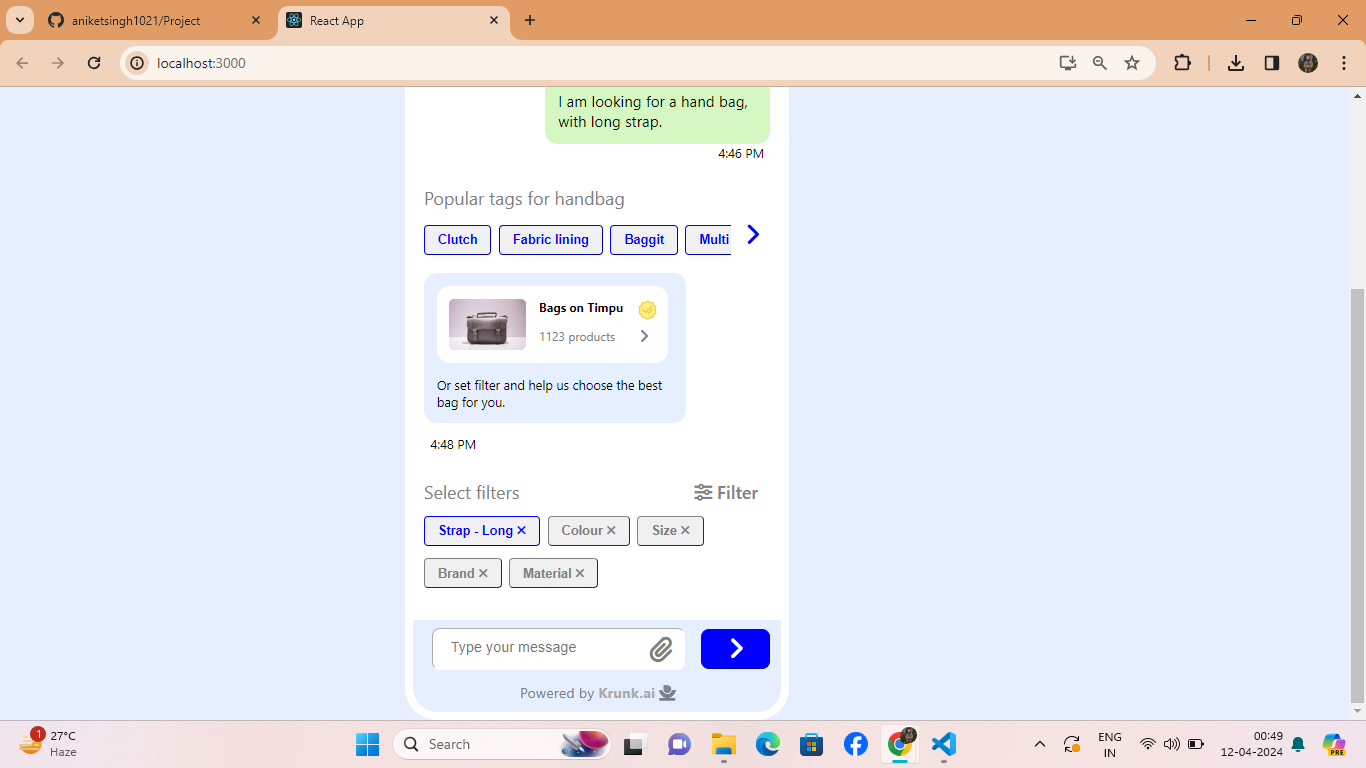 aniketsingh1021/Project
React App
localhost:3000
I am looking for a hand bag,
with long strap.
4:46 PM
Popular tags for handbag
Clutch
Fabric lining
Baggit
Multi
Bags on Timpu
1123 products
Or set filter and help us choose the best
bag for you.
4:48 PM
Select filters
Filter
Strap - Long ✕
Colour ✕
Size ✕
Brand ✕
Material ✕
Type your message
Powered by Krunk.ai
1
27°C
Haze
Search
ENG
IN
00:49
12-04-2024
PRE